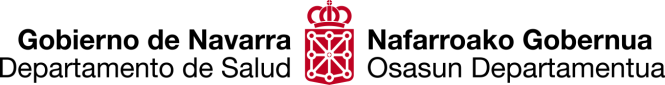 Gobierno de Navarra
Departamento de Salud
Nafarroako Gobernua
Osasun Departamentua